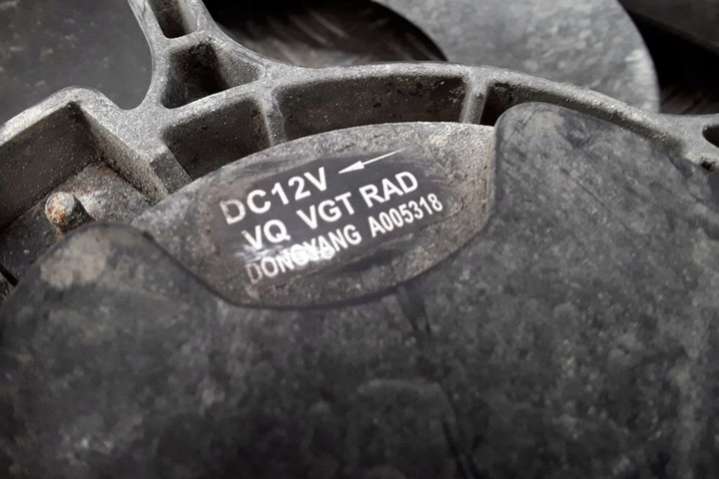 DC12V
VQ VGT RAD
DONGYANG A005318